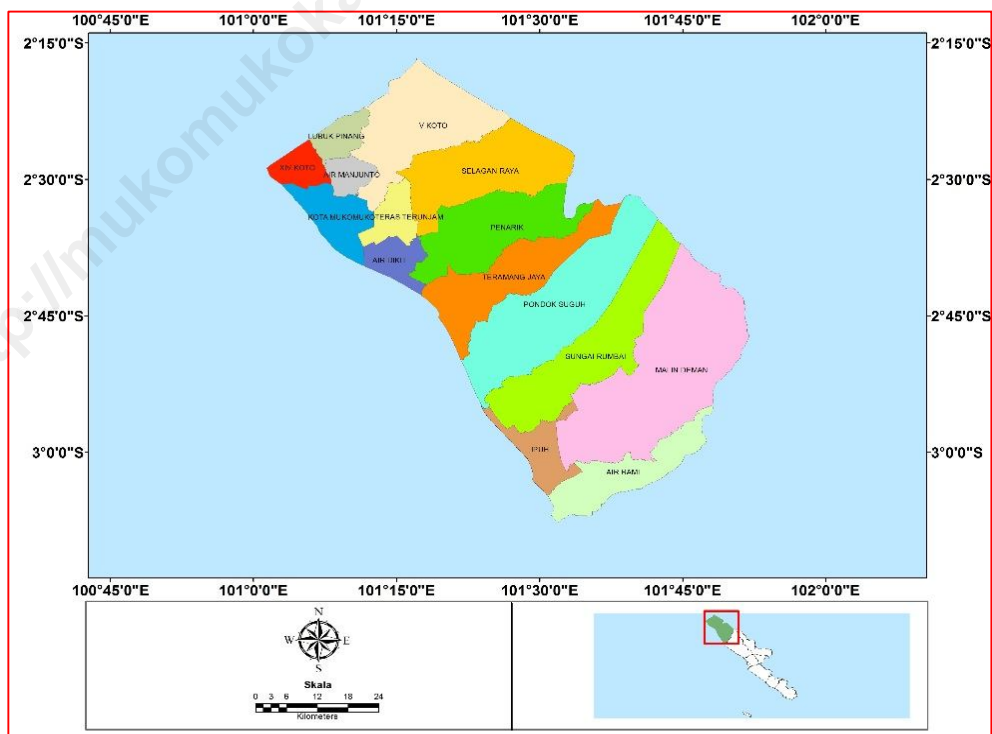 100°45'0"E 101°0'0"E 101°15'0"E 101°30'0"E 101°45'0"E 102°0'0"E
2°15'0"S 2°15'0"S
V KOTO
LUBUK PINANG
XIV KOTO
AIR MANJUNTO
SELAGAN RAYA
2°30'0"S 2°30'0"S
KOTA MUKOMUKO
TERAS TERUNJAM
PENARIK
AIR DIKIT
TERAMANG JAYA
PONDOK SUGUH
2°45'0"S 2°45'0"S
SUNGAI RUMBAI
MALIN DEMAN
IPUH
3°0'0"S 3°0'0"S
AIR RAMI
100°45'0"E 101°0'0"E 101°15'0"E 101°30'0"E 101°45'0"E 102°0'0"E
N
W E
S
Skala
0 3 6 12 18 24
Kilometers